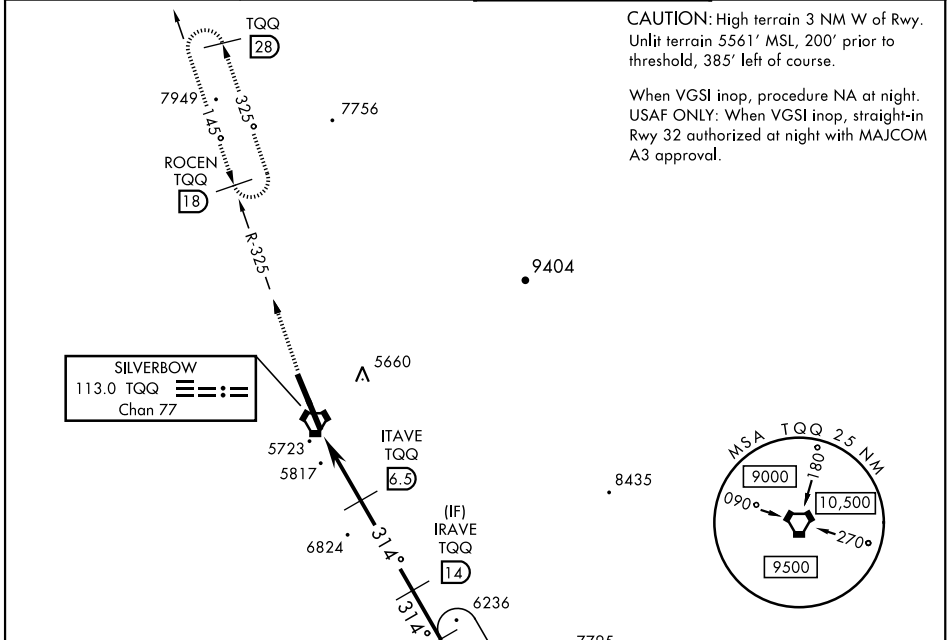 CAUTION: High terrain 3 NM W of Rwy.
Unlit terrain 5561' MSL, 200' prior to
threshold, 385' left of course.
When VGSI inop, procedure NA at night.
USAF ONLY: When VGSI inop, straight-in
Rwy 32 authorized at night with MAJCOM
A3 approval.
TQQ
28
7949
7756
325°
145°
ROCEN
TQQ
18
R-325
9404
SILVERBOW
113.0 TQQ
Chan 77
5660
5723
5817
ITAVE
TQQ
6.5
8435
6824
314°
(IF)
IRAVE
TQQ
14
314°
6236
MSA TQQ 25 NM
9000
180°
090°
10,500
270°
9500